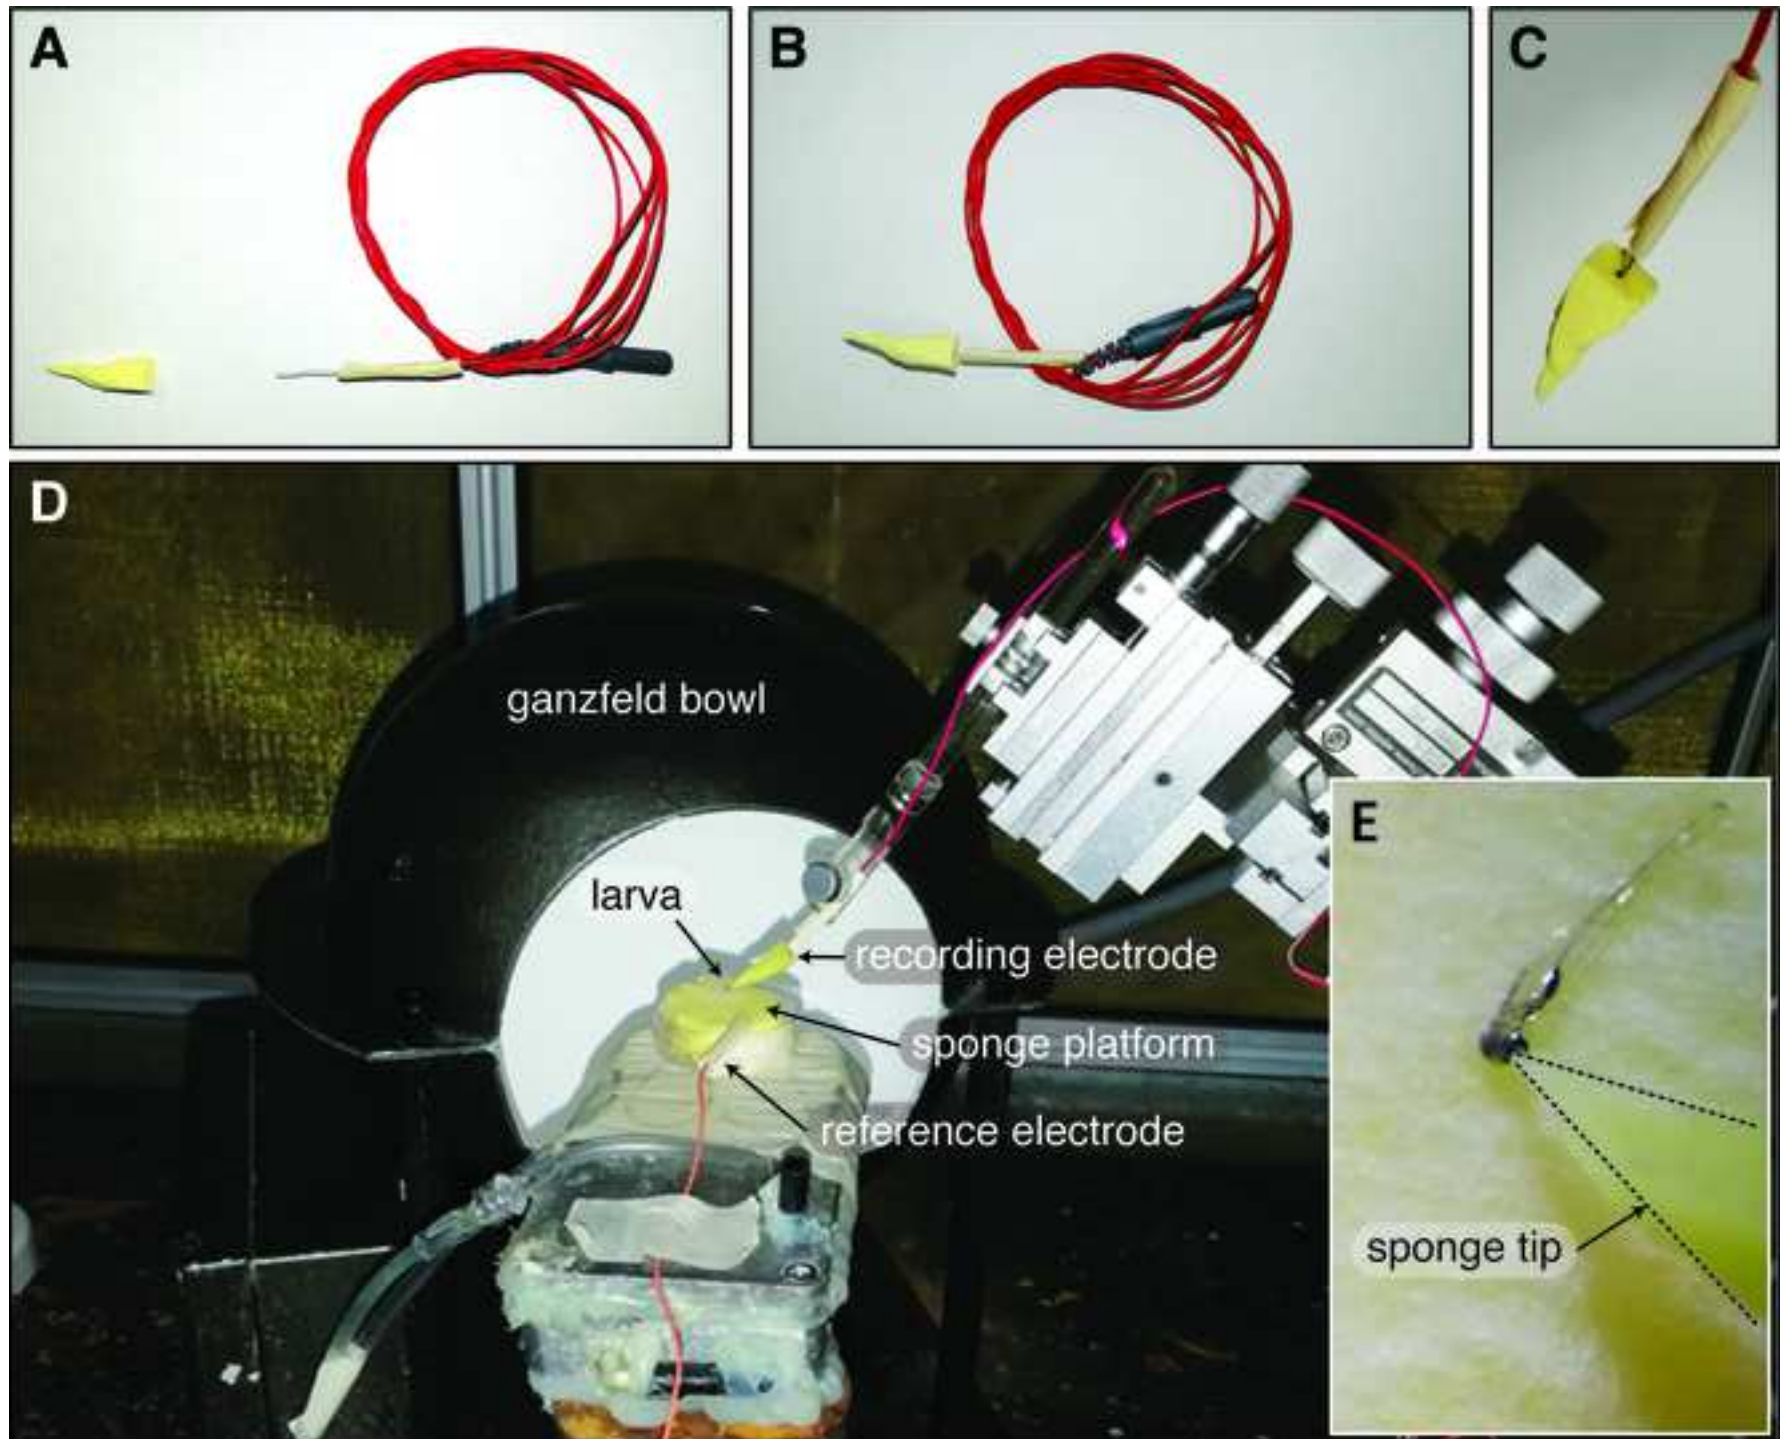 A
B
C
D
ganzfeld bowl
larva
recording electrode
sponge platform
reference electrode
E
sponge tip